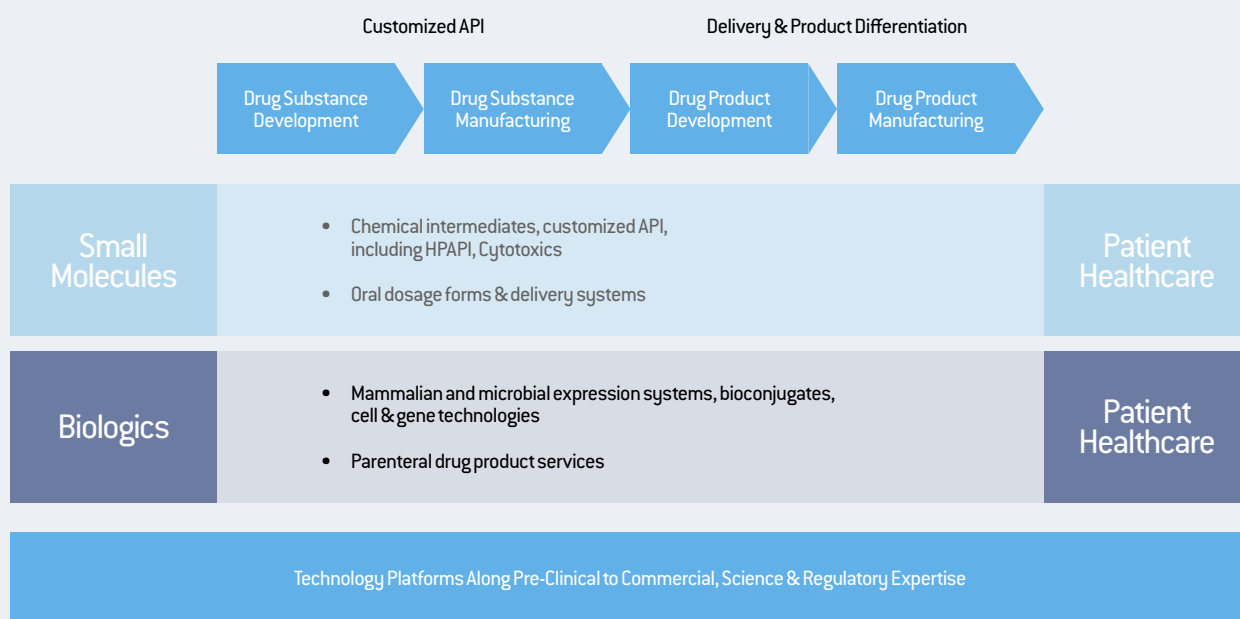 Customized API
Delivery & Product Differentiation
Drug Substance
Development
Drug Substance
Manufacturing
Drug Product
Development
Drug Product
Manufacturing
Small
Molecules
• Chemical intermediates, customized API,
including HPAPI, Cytotoxics
• Oral dosage forms & delivery systems
Patient
Healthcare
Biologics
• Mammalian and microbial expression systems, bioconjugates,
cell & gene technologies
• Parenteral drug product services
Patient
Healthcare
Technology Platforms Along Pre-Clinical to Commercial, Science & Regulatory Expertise